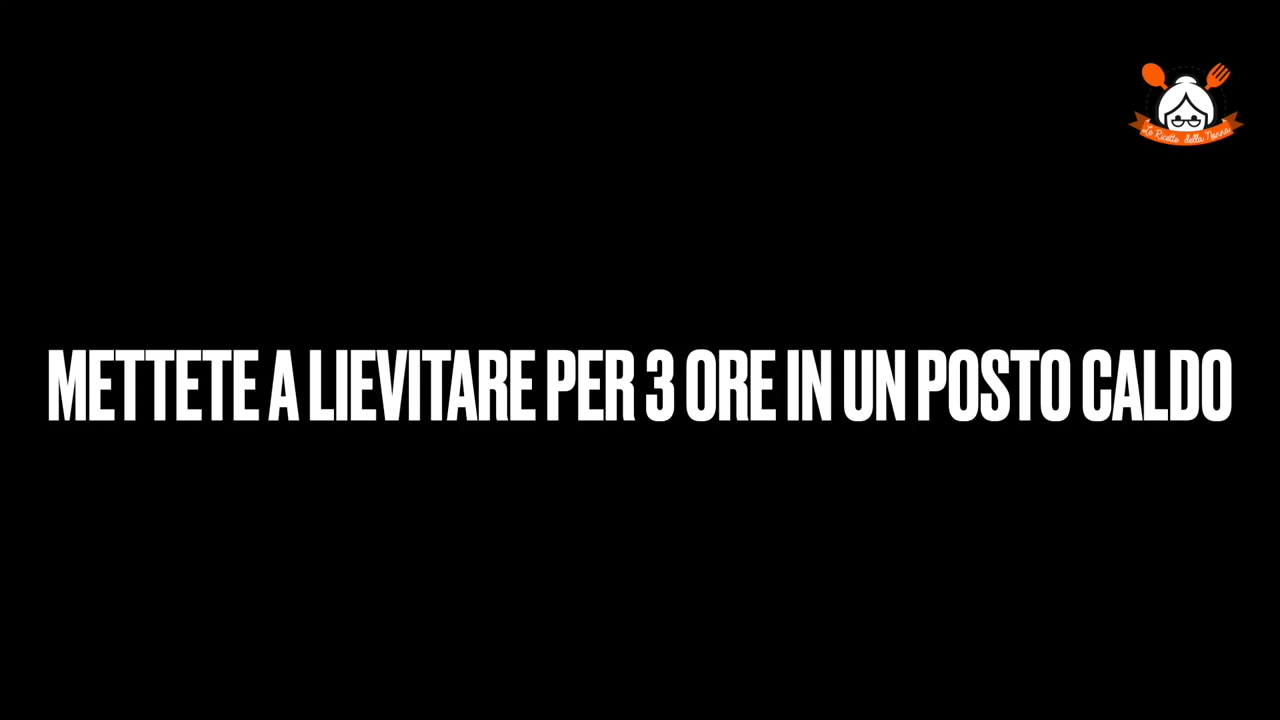 Le Ricette della Nonna
METTETE A LIEVITARE PER 3 ORE IN UN POSTO CALDO